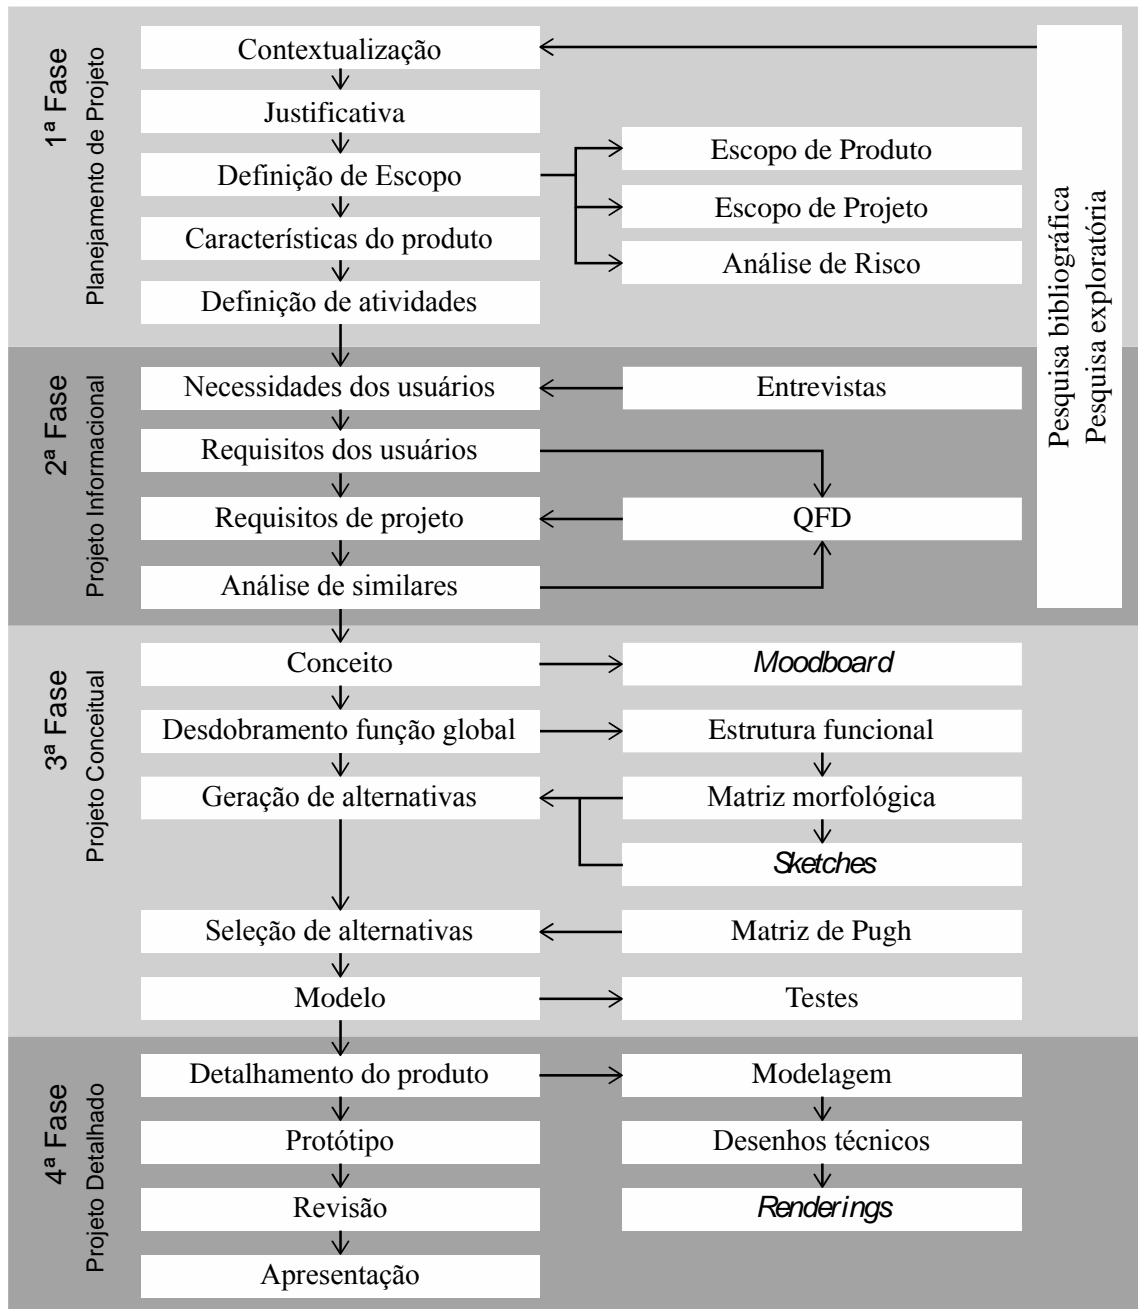 1ª Fase
Planejamento de Projeto
Contextualização
Justificativa
Definição de Escopo
Características do produto
Definição de atividades
Escopo de Produto
Escopo de Projeto
Análise de Risco
Pesquisa bibliográfica
Pesquisa exploratória
2ª Fase
Projeto Informacional
Necessidades dos usuários
Entrevistas
Requisitos dos usuários
Requisitos de projeto
QFD
Análise de similares
3ª Fase
Projeto Conceitual
Conceito
Moodboard
Desdobramento função global
Estrutura funcional
Geração de alternativas
Matriz morfológica
Sketches
Seleção de alternativas
Matriz de Pugh
Modelo
Testes
4ª Fase
Projeto Detalhado
Detalhamento do produto
Modelagem
Protótipo
Desenhos técnicos
Revisão
Renderings
Apresentação